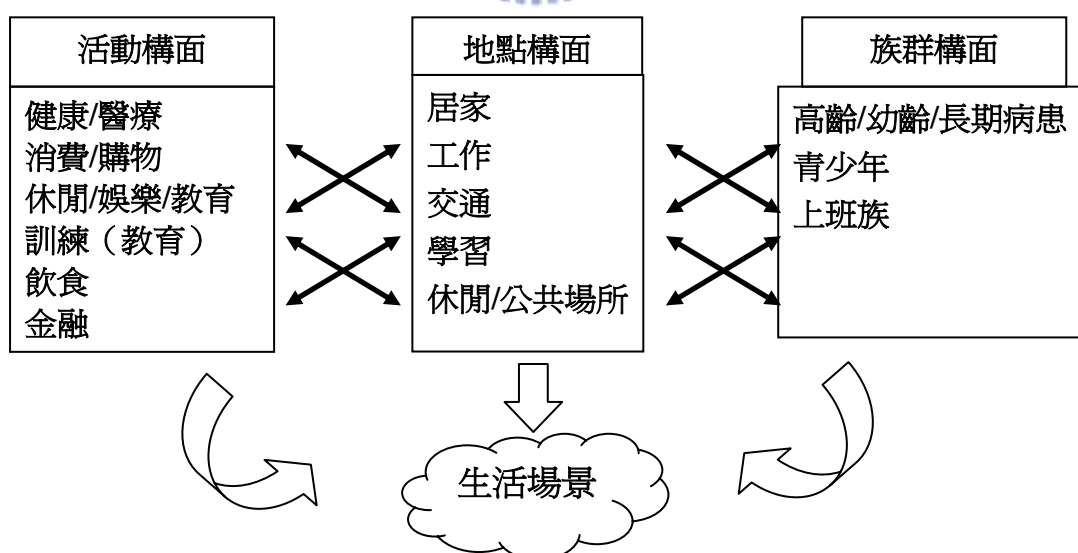 活動構面
健康/醫療
消費/購物
休閒/娛樂/教育
訓練（教育）
飲食
金融
地點構面
居家
工作
交通
學習
休閒/公共場所
族群構面
高齡/幼齡/長期病患
青少年
上班族
生活場景